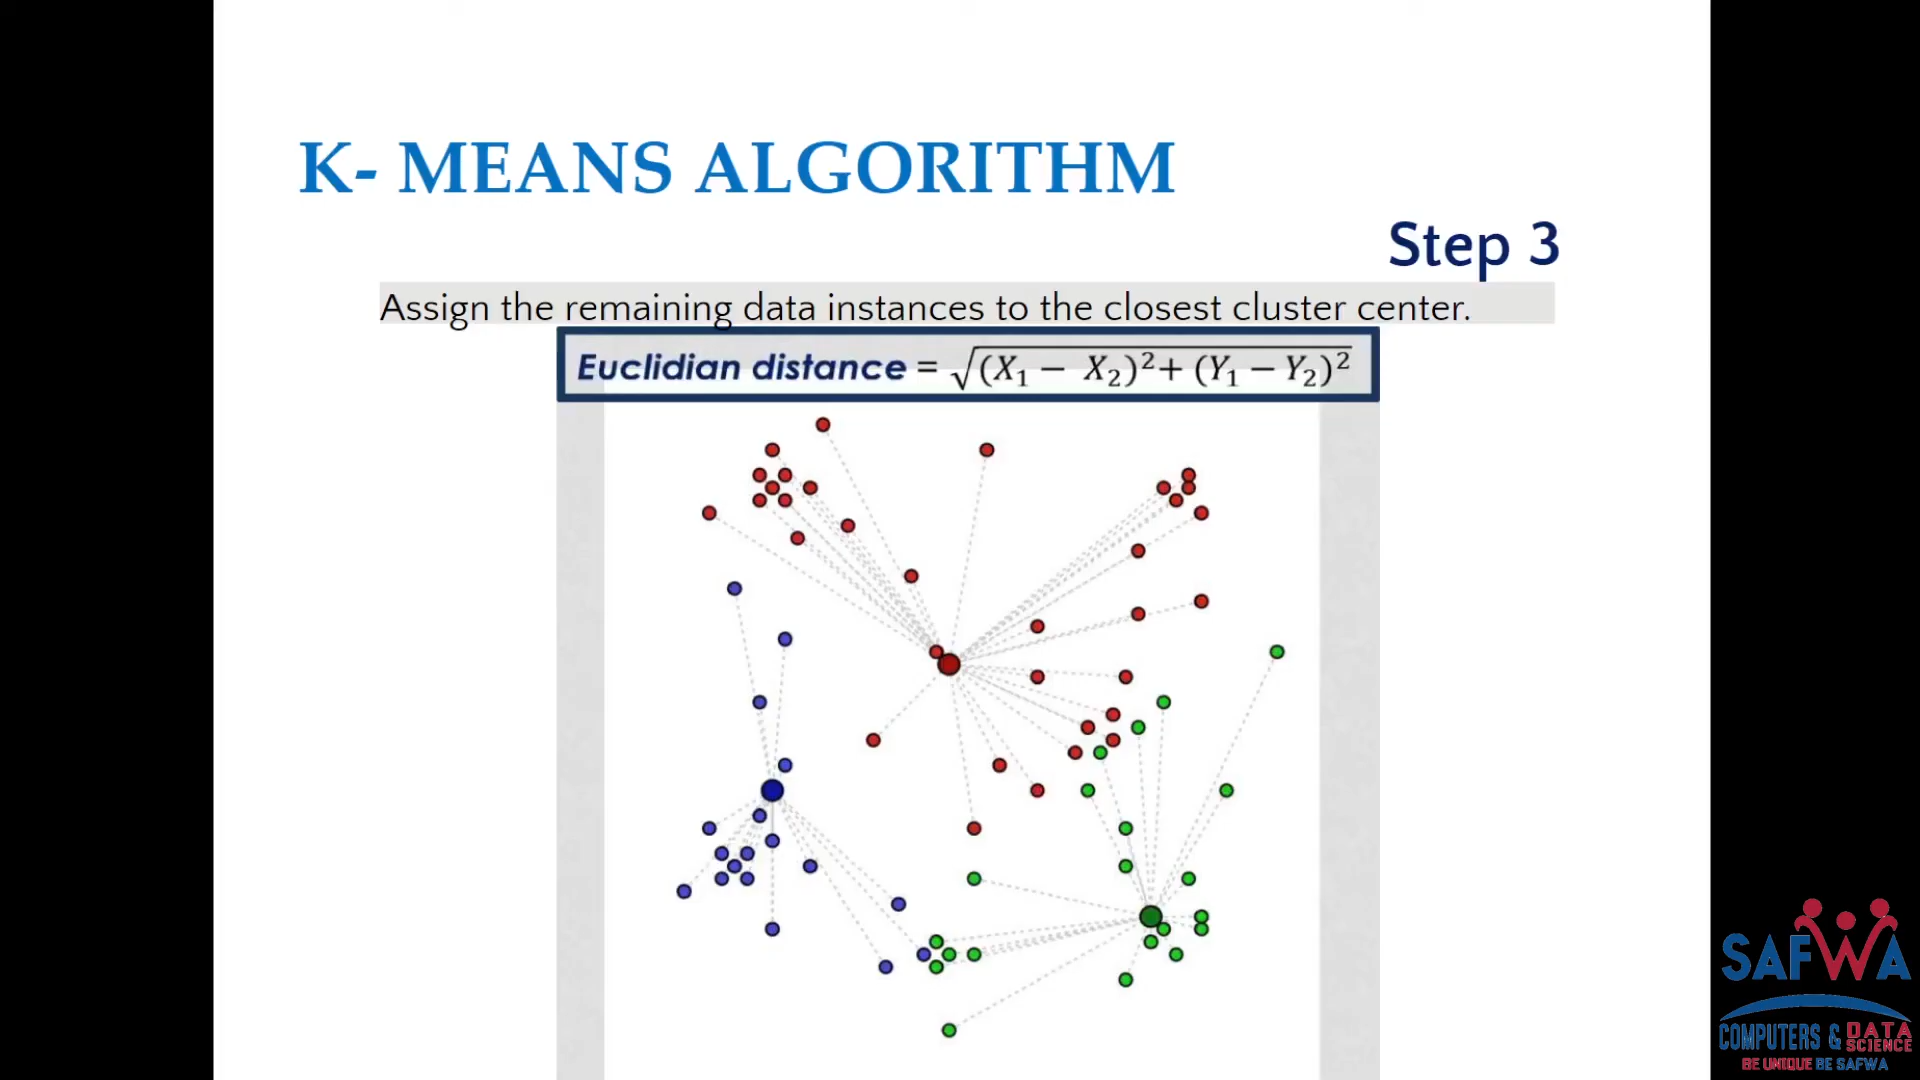 K- MEANS ALGORITHM
Step 3
Assign the remaining data instances to the closest cluster center.
Euclidian distance = √(X₁ − X₂)² + (Y₁ − Y₂)²
SAFWA
COMPUTERS & DATA SCIENCE
BE UNIQUE BE SAFWA